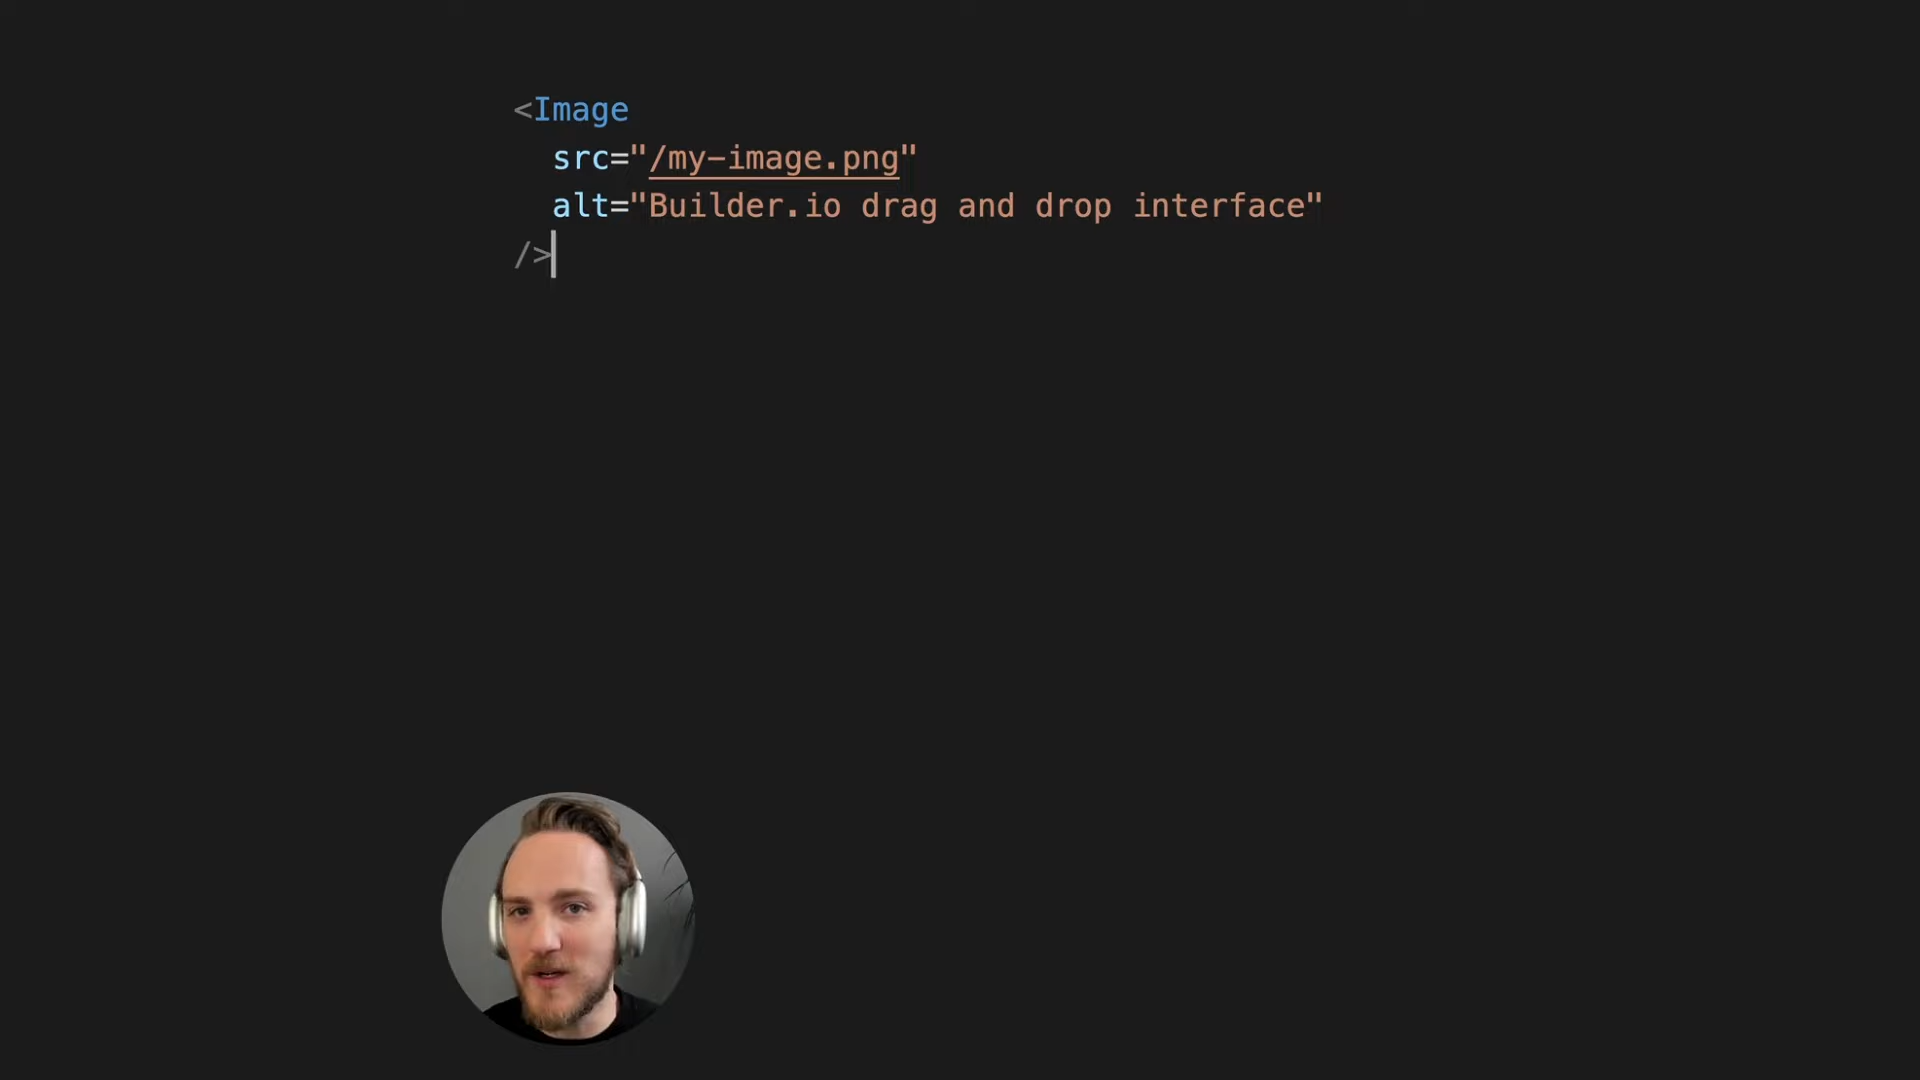 <Image
src="/my-image.png"
alt="Builder.io drag and drop interface"
/>